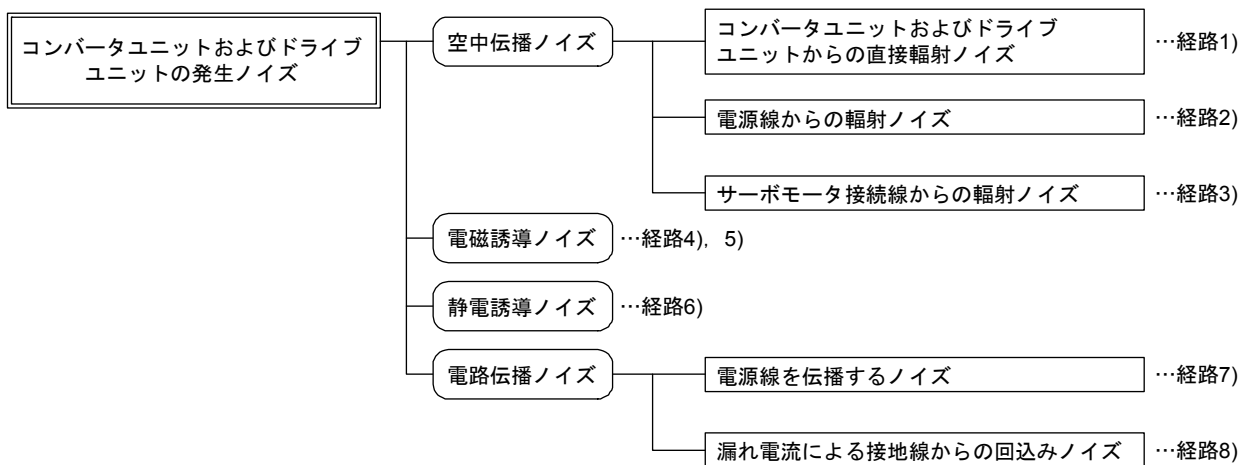 コンバータユニットおよびドライブ
ユニットの発生ノイズ
空中伝播ノイズ
コンバータユニットおよびドライブ
ユニットからの直接輻射ノイズ
…経路1)
電源線からの輻射ノイズ
…経路2)
サーボモータ接続線からの輻射ノイズ
…経路3)
電磁誘導ノイズ
…経路4)，5)
静電誘導ノイズ
…経路6)
電路伝播ノイズ
電源線を伝播するノイズ
…経路7)
漏れ電流による接地線からの回込みノイズ
…経路8)